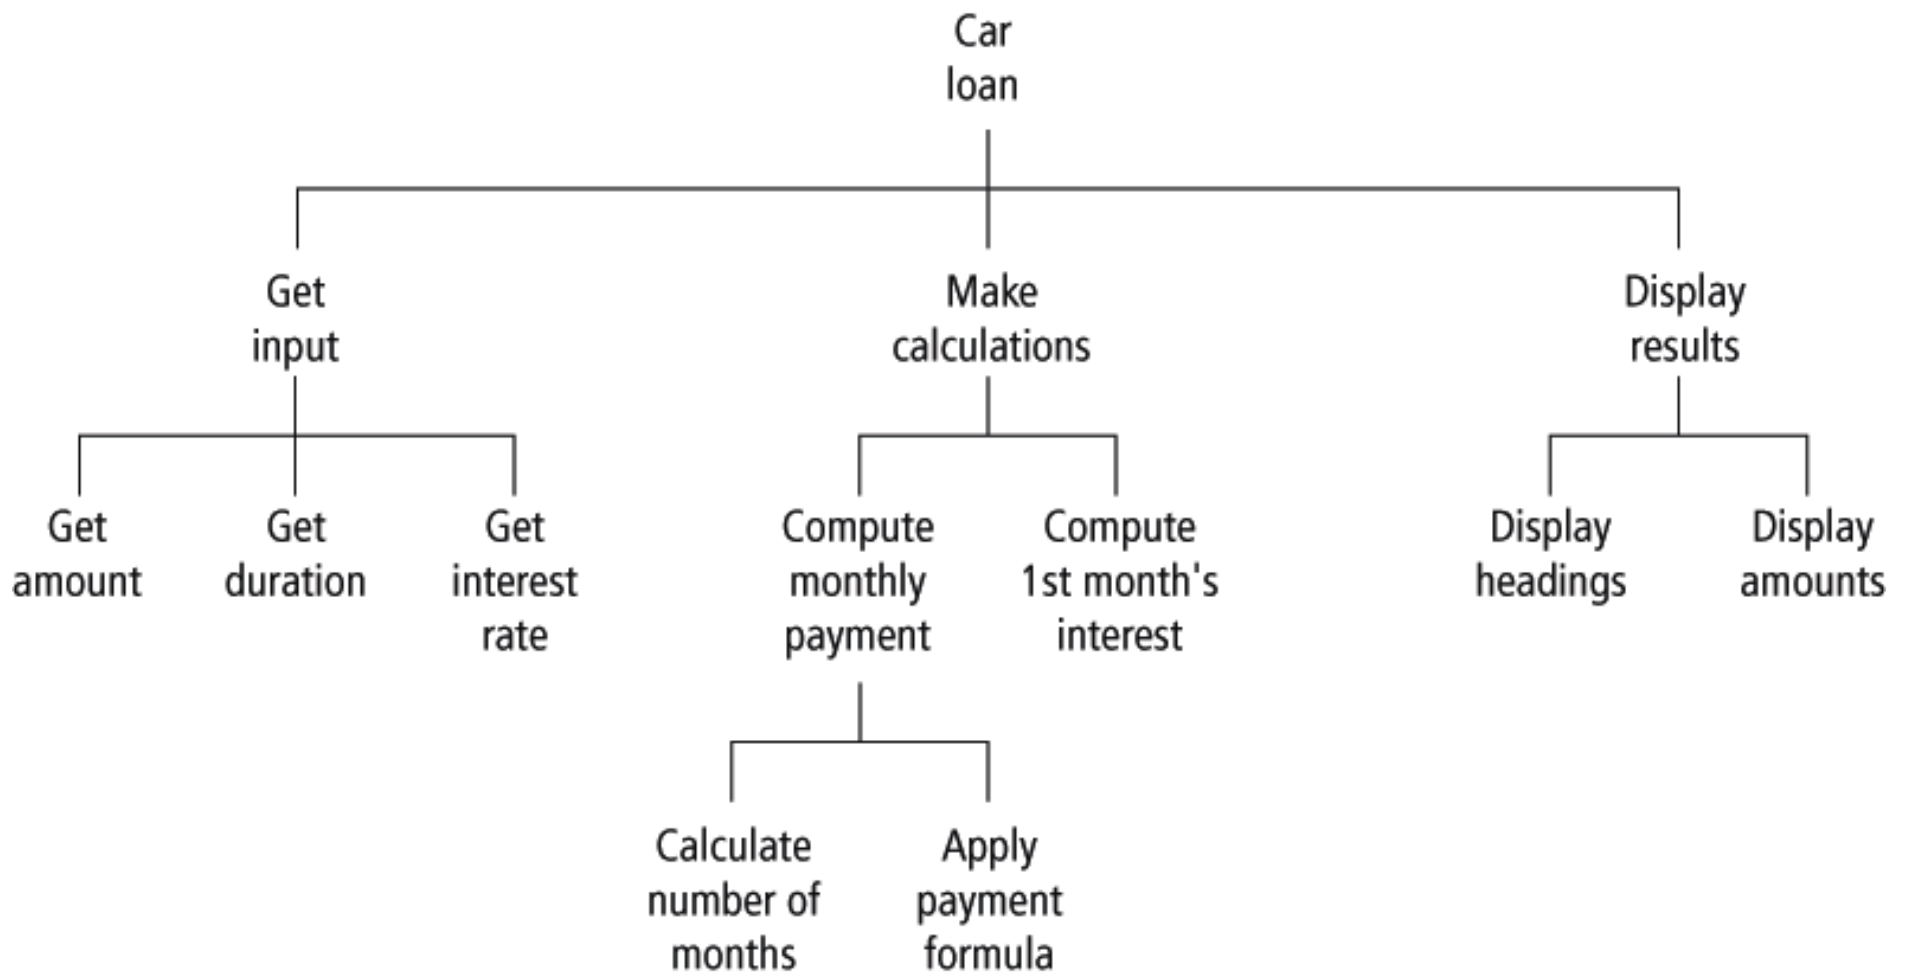 Car
loan
Get
input
Make
calculations
Display
results
Get
amount
Get
duration
Get
interest
rate
Compute
monthly
payment
Compute
1st month's
interest
Display
headings
Display
amounts
Calculate
number of
months
Apply
payment
formula